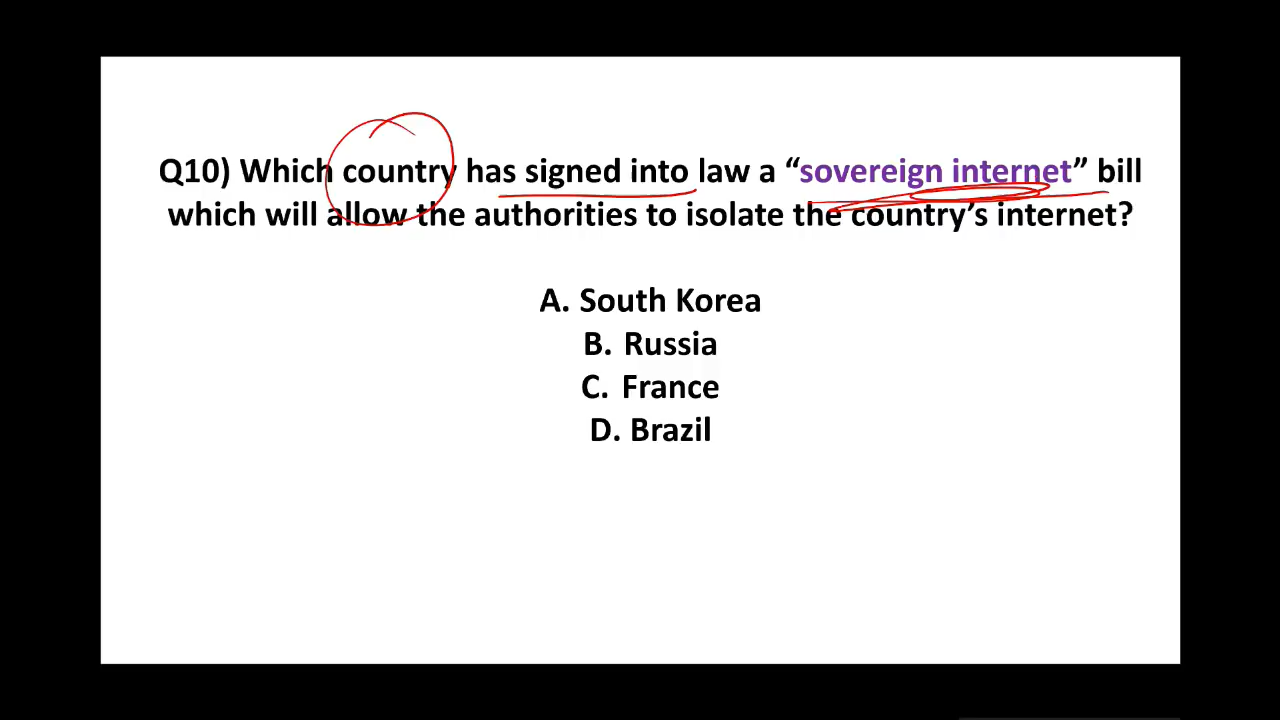 Q10) Which country has signed into law a “sovereign internet” bill
which will allow the authorities to isolate the country’s internet?
A. South Korea
B. Russia
C. France
D. Brazil